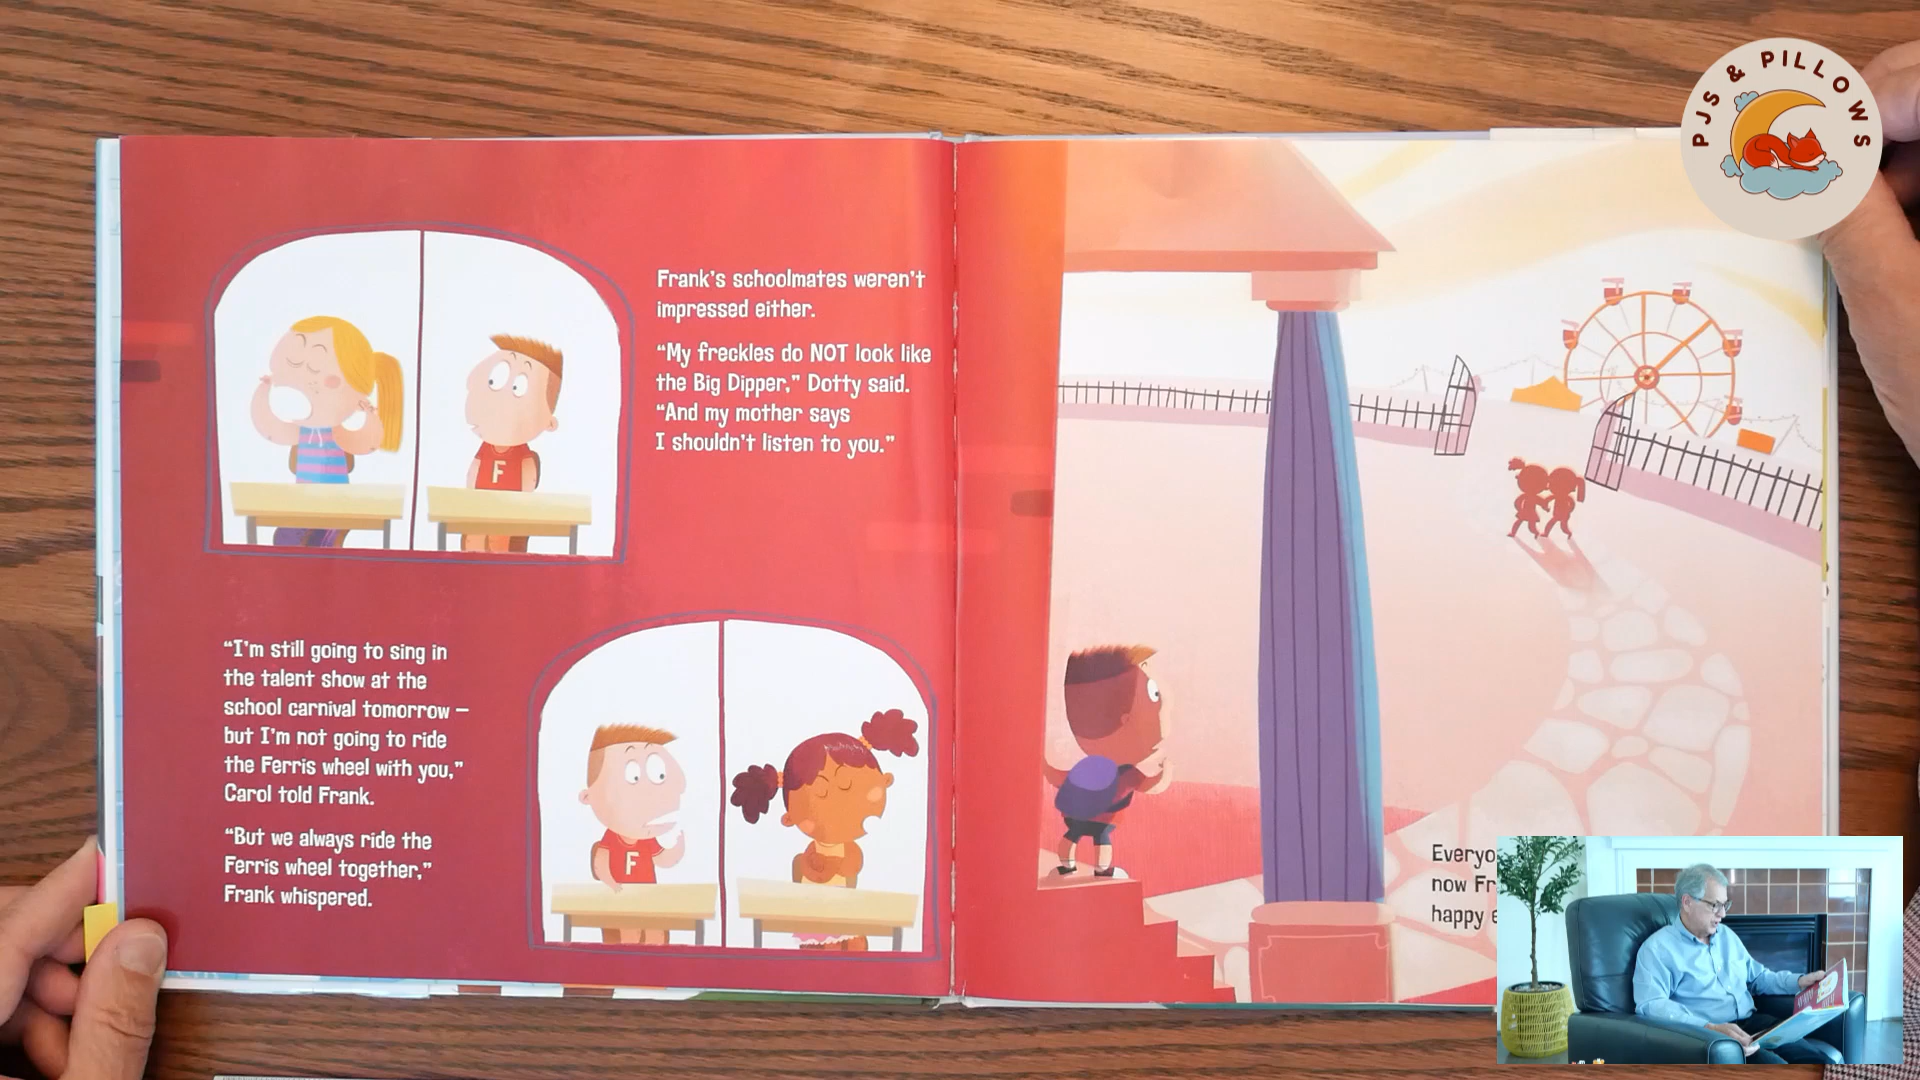 Frank's schoolmates weren't
impressed either.
"My freckles do NOT look like
the Big Dipper," Dotty said.
"And my mother says
I shouldn't listen to you."
F
"I'm still going to sing in
the talent show at the
school carnival tomorrow –
but I'm not going to ride
the Ferris wheel with you,"
Carol told Frank.
"But we always ride the
Ferris wheel together,"
Frank whispered.
F
now
happy
PJS & PILLOWS